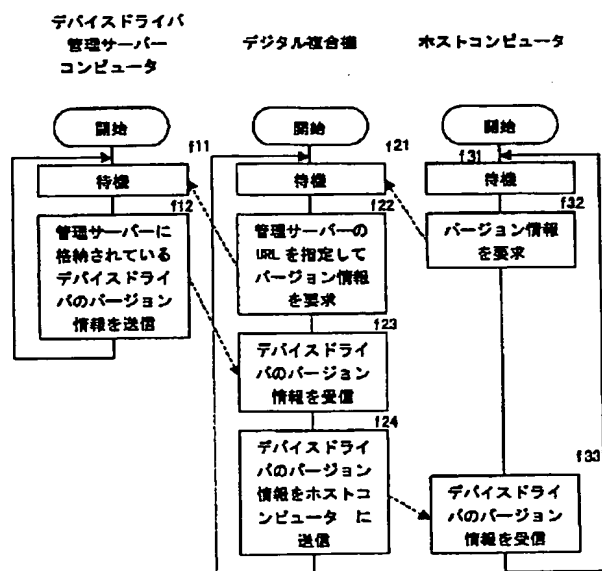 デバイスドライバ
管理サーバー
コンピュータ
デジタル複合機
ホストコンピュータ
開始
f11
待機
f12
管理サーバーに
格納されている
デバイスドライ
バのバージョン
情報を送信
開始
f21
待機
f22
管理サーバーの
URLを指定して
バージョン情報
を要求
f23
デバイスドライ
バのバージョン
情報を受信
f24
デバイスドライ
バのバージョン
情報をホストコ
ンピュータ に
送信
開始
f31
待機
f32
バージョン情報
を要求
f33
デバイスドライ
バのバージョン
情報を受信